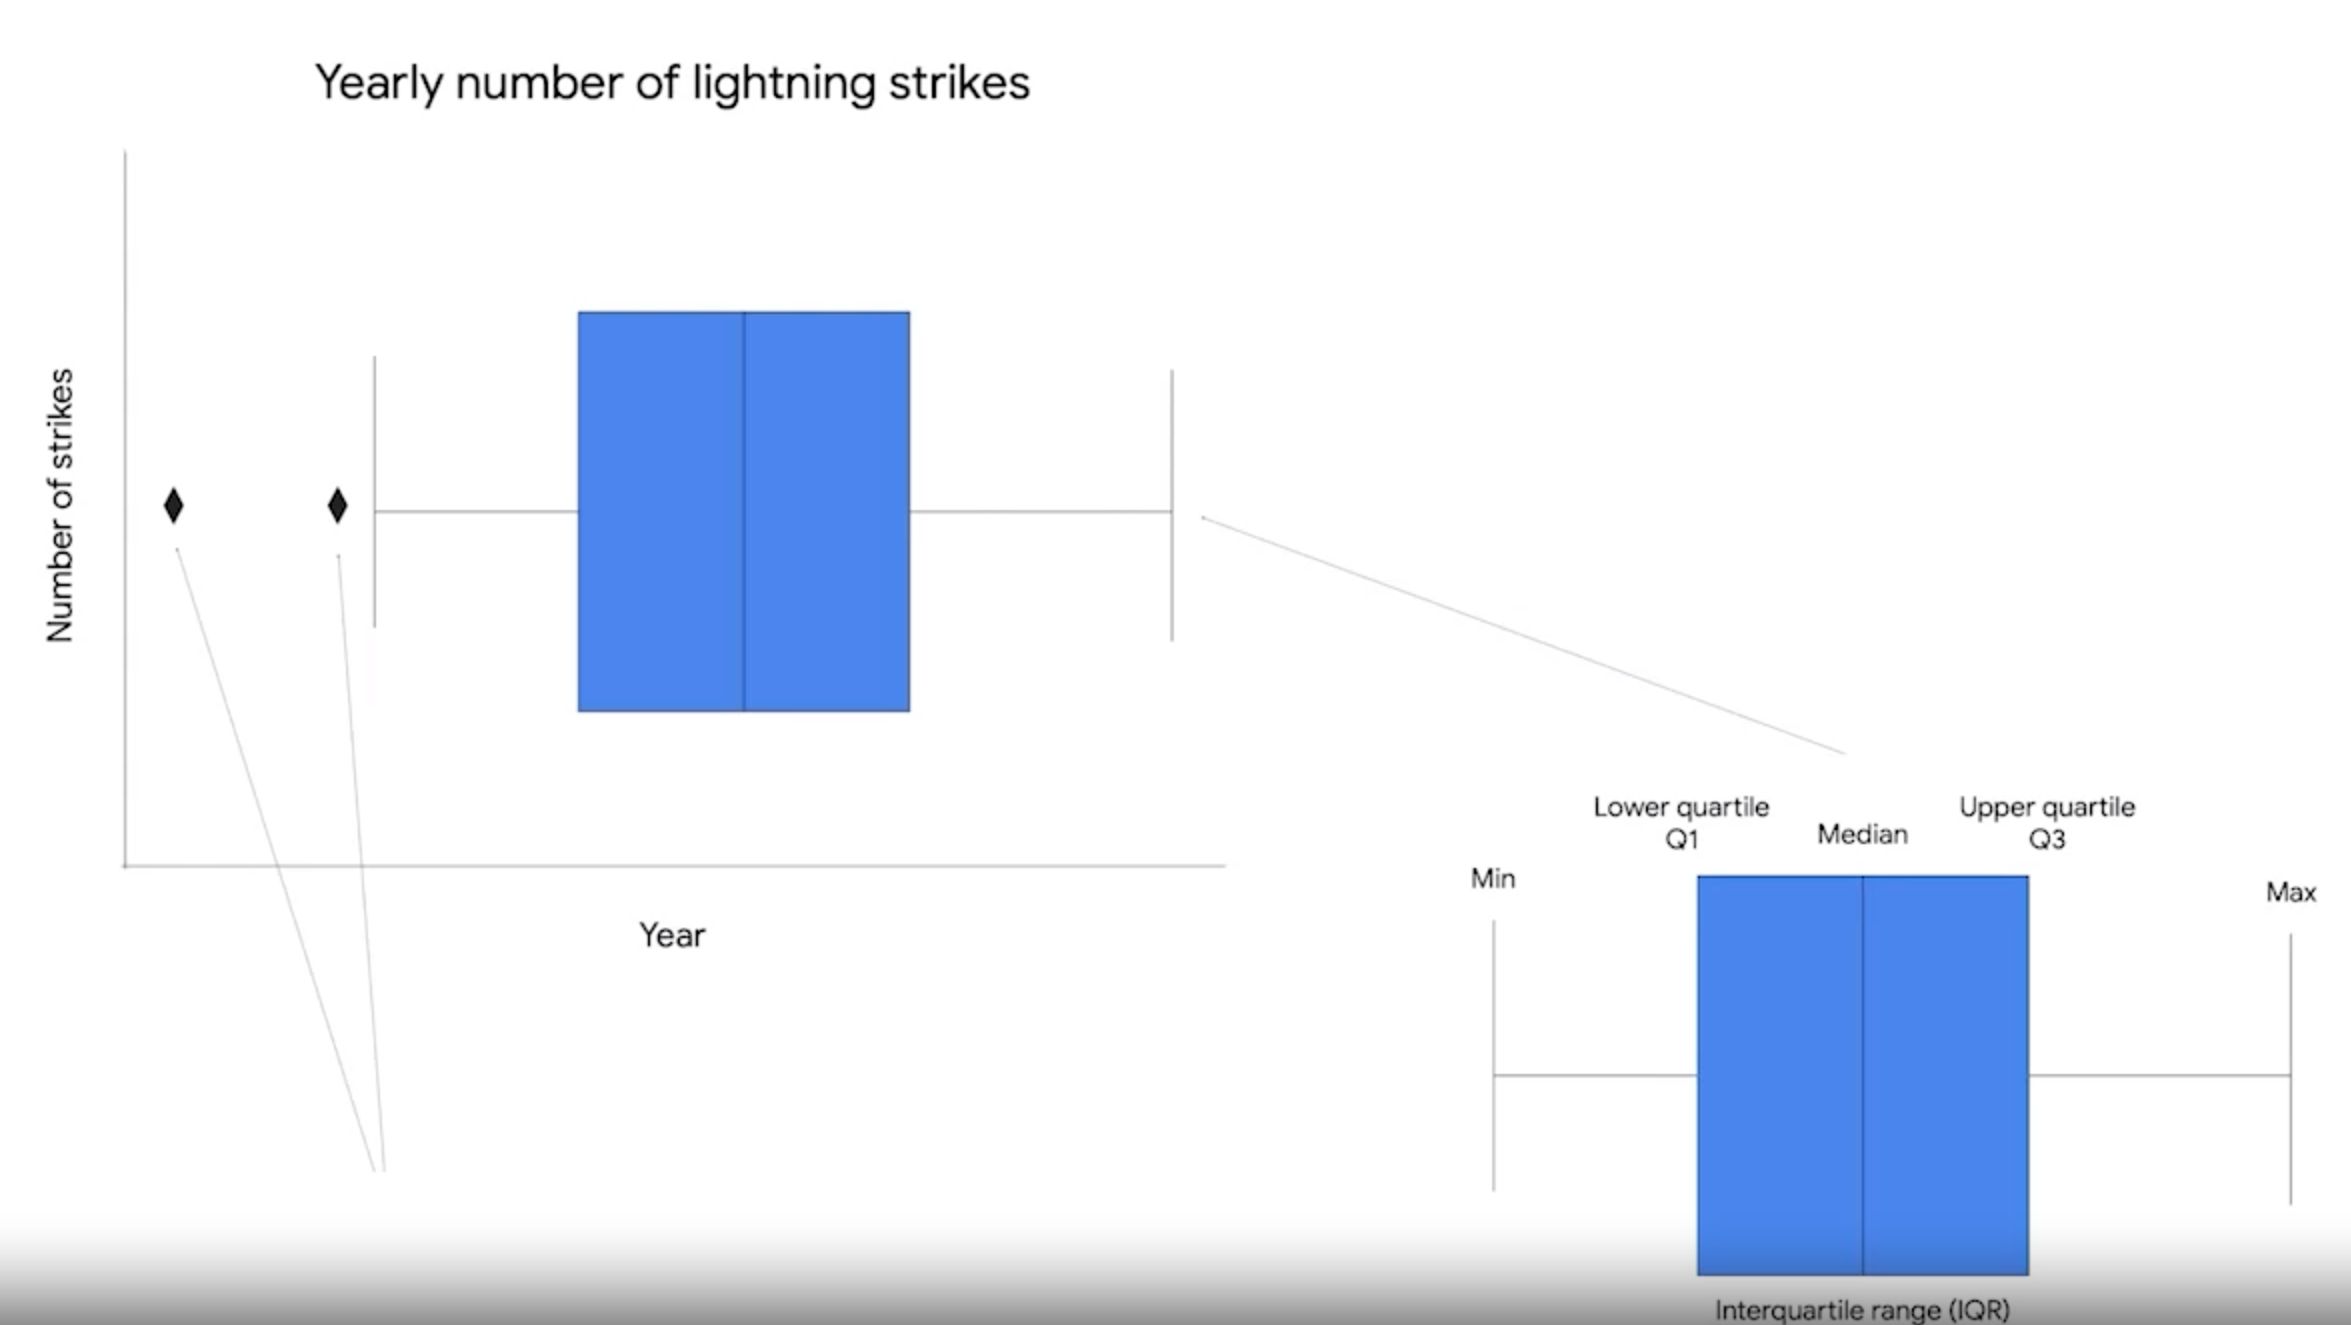 Yearly number of lightning strikes
Number of strikes
Year
Lower quartile
Q1
Median
Upper quartile
Q3
Min
Max
Interquartile range (IQR)